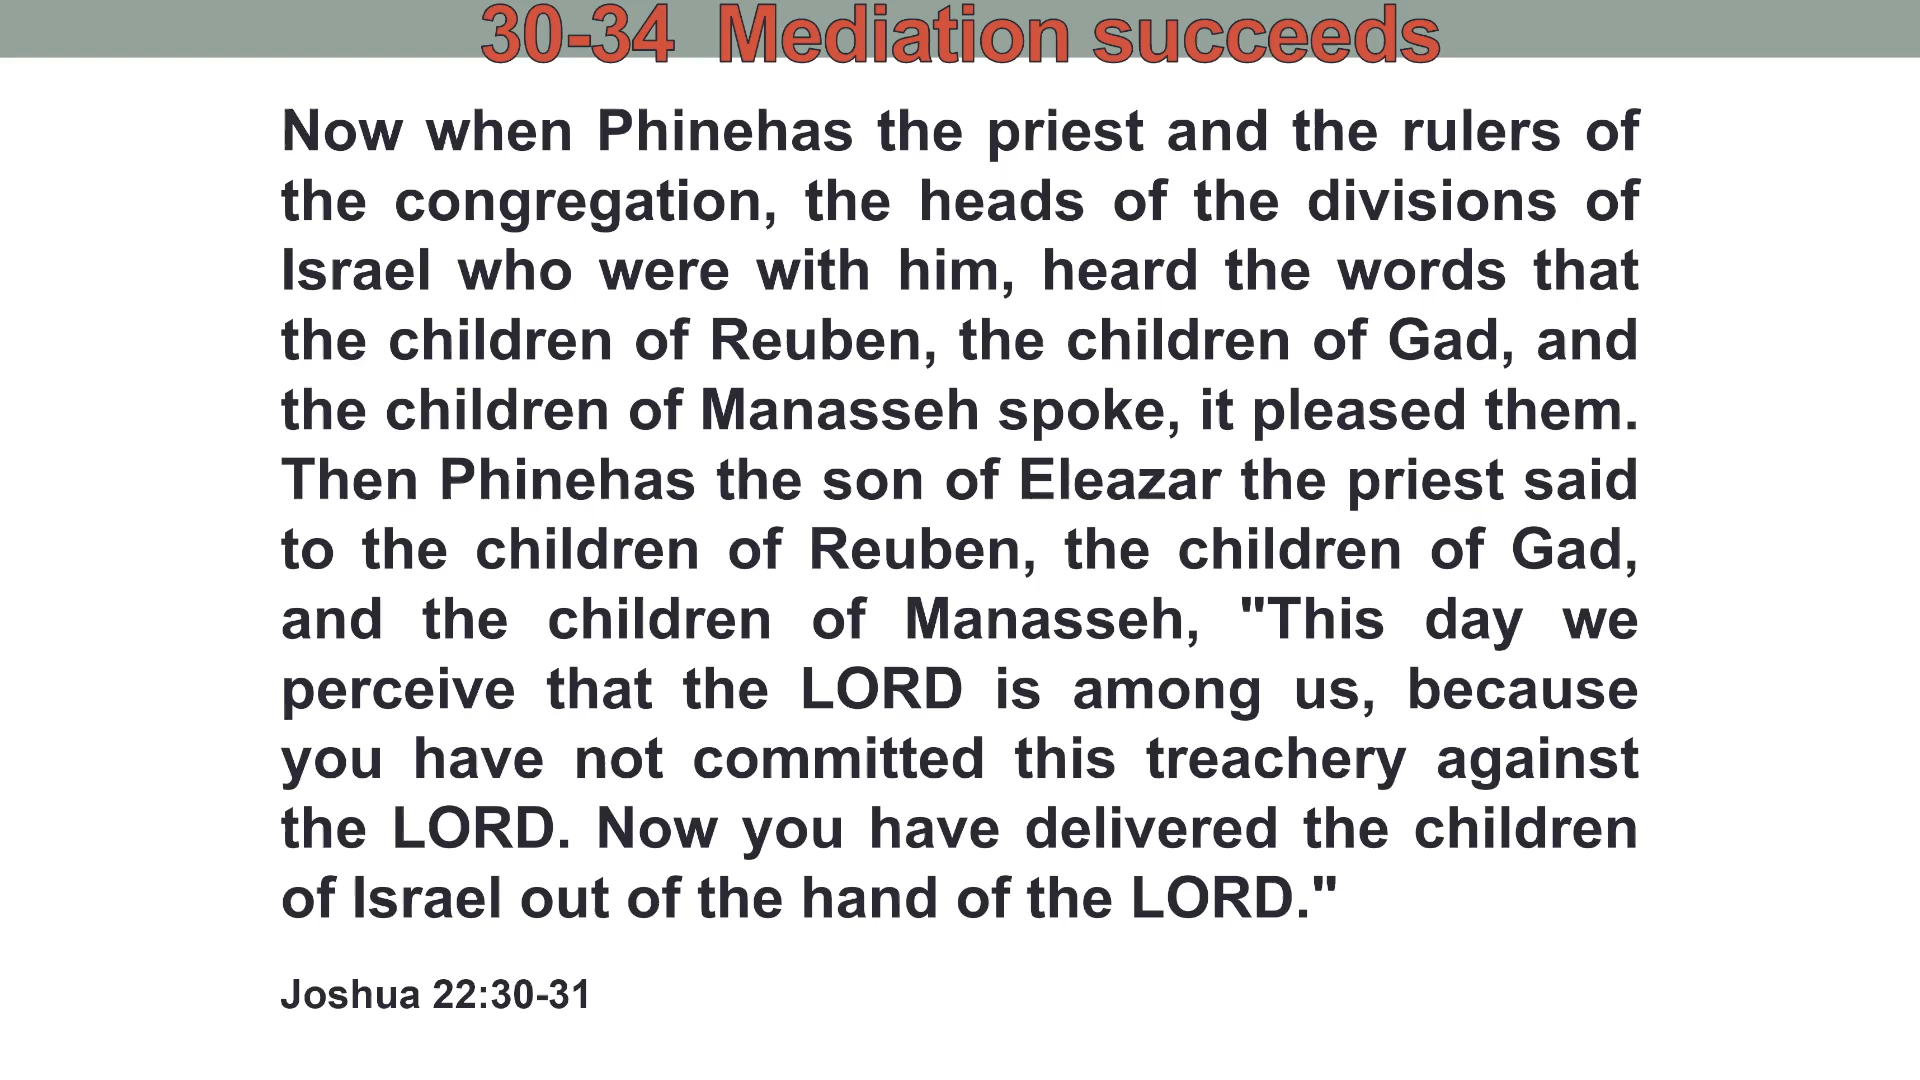 30-34 Mediation succeeds
Now when Phinehas the priest and the rulers of
the congregation, the heads of the divisions of
Israel who were with him, heard the words that
the children of Reuben, the children of Gad, and
the children of Manasseh spoke, it pleased them.
Then Phinehas the son of Eleazar the priest said
to the children of Reuben, the children of Gad,
and the children of Manasseh, "This day we
perceive that the LORD is among us, because
you have not committed this treachery against
the LORD. Now you have delivered the children
of Israel out of the hand of the LORD."
Joshua 22:30-31